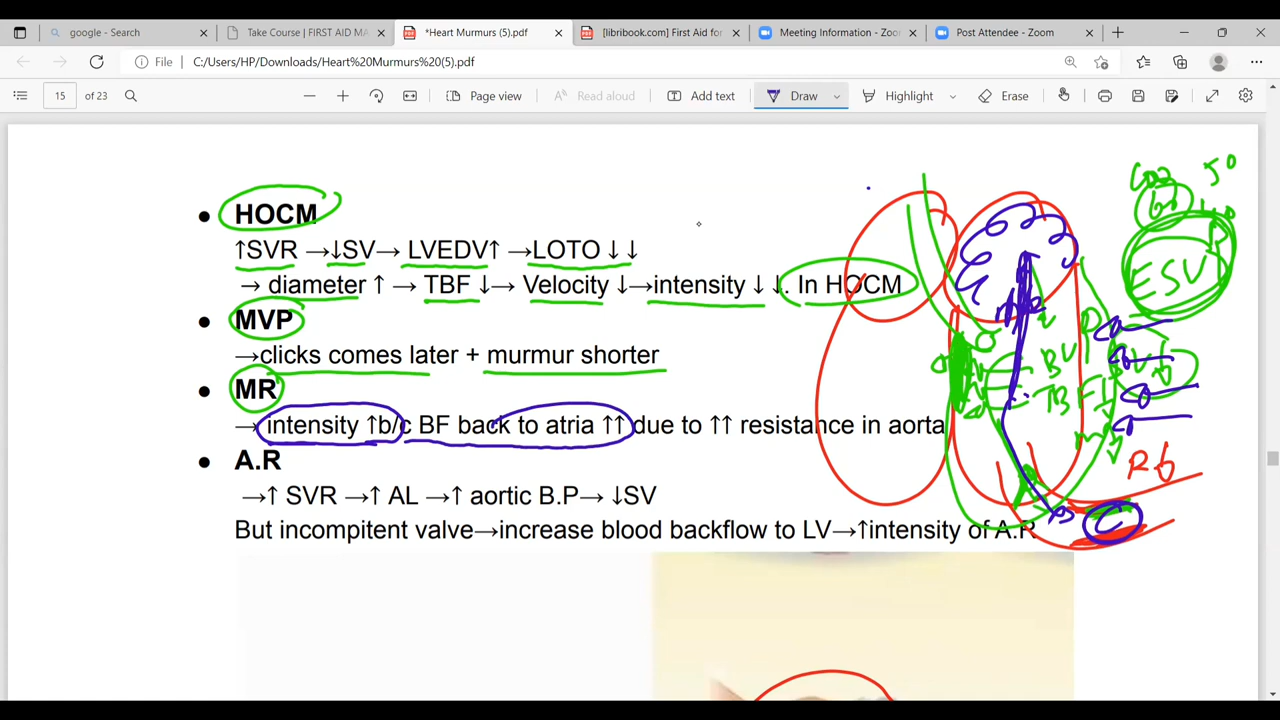 google - Search
Take Course | FIRST AID MA
*Heart Murmurs (5).pdf
[libribook.com] First Aid for
Meeting Information - Zoo
Post Attendee - Zoom
File
C:/Users/HP/Downloads/Heart%20Murmurs%20(5).pdf
15 of 23
Page view
Read aloud
Add text
Draw
Highlight
Erase
● HOCM
↑SVR →↓SV→ LVEDV↑ →LOTO ↓↓
→ diameter ↑ → TBF ↓→ Velocity ↓→intensity ↓↓. In HOCM
● MVP
→clicks comes later + murmur shorter
● MR
→ intensity ↑b/c BF back to atria ↑↑ due to ↑↑ resistance in aorta
● A.R
→↑ SVR →↑ AL →↑ aortic B.P→ ↓SV
But incompitent valve→increase blood backflow to LV→↑intensity of A.R
ESV
50
BV
TBF↓
R↑
C